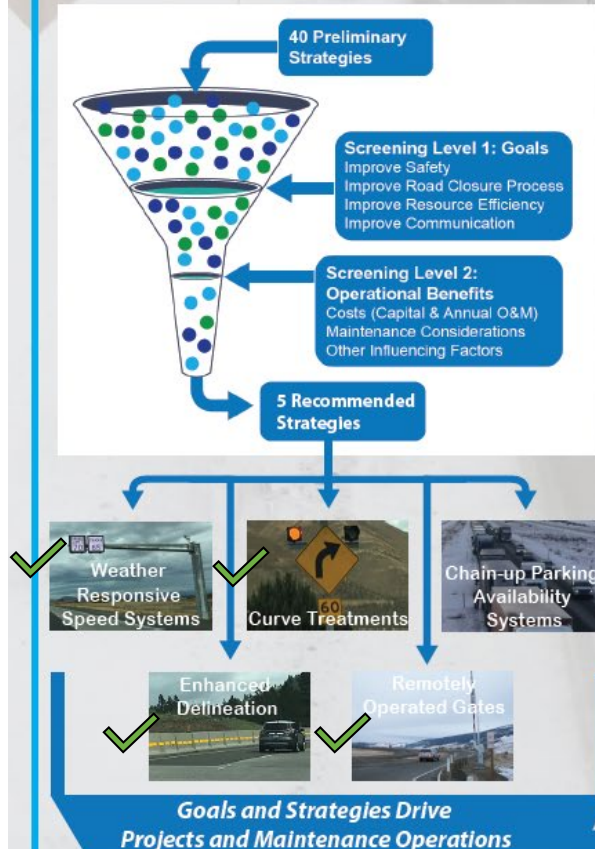 40 Preliminary
Strategies
Screening Level 1: Goals
Improve Safety
Improve Road Closure Process
Improve Resource Efficiency
Improve Communication
Screening Level 2:
Operational Benefits
Costs (Capital & Annual O&M)
Maintenance Considerations
Other Influencing Factors
5 Recommended
Strategies
Weather
Responsive
Speed Systems
60
Curve Treatments
Chain-up Parking
Availability
Systems
Enhanced
Delineation
Remotely
Operated Gates
Goals and Strategies Drive
Projects and Maintenance Operations